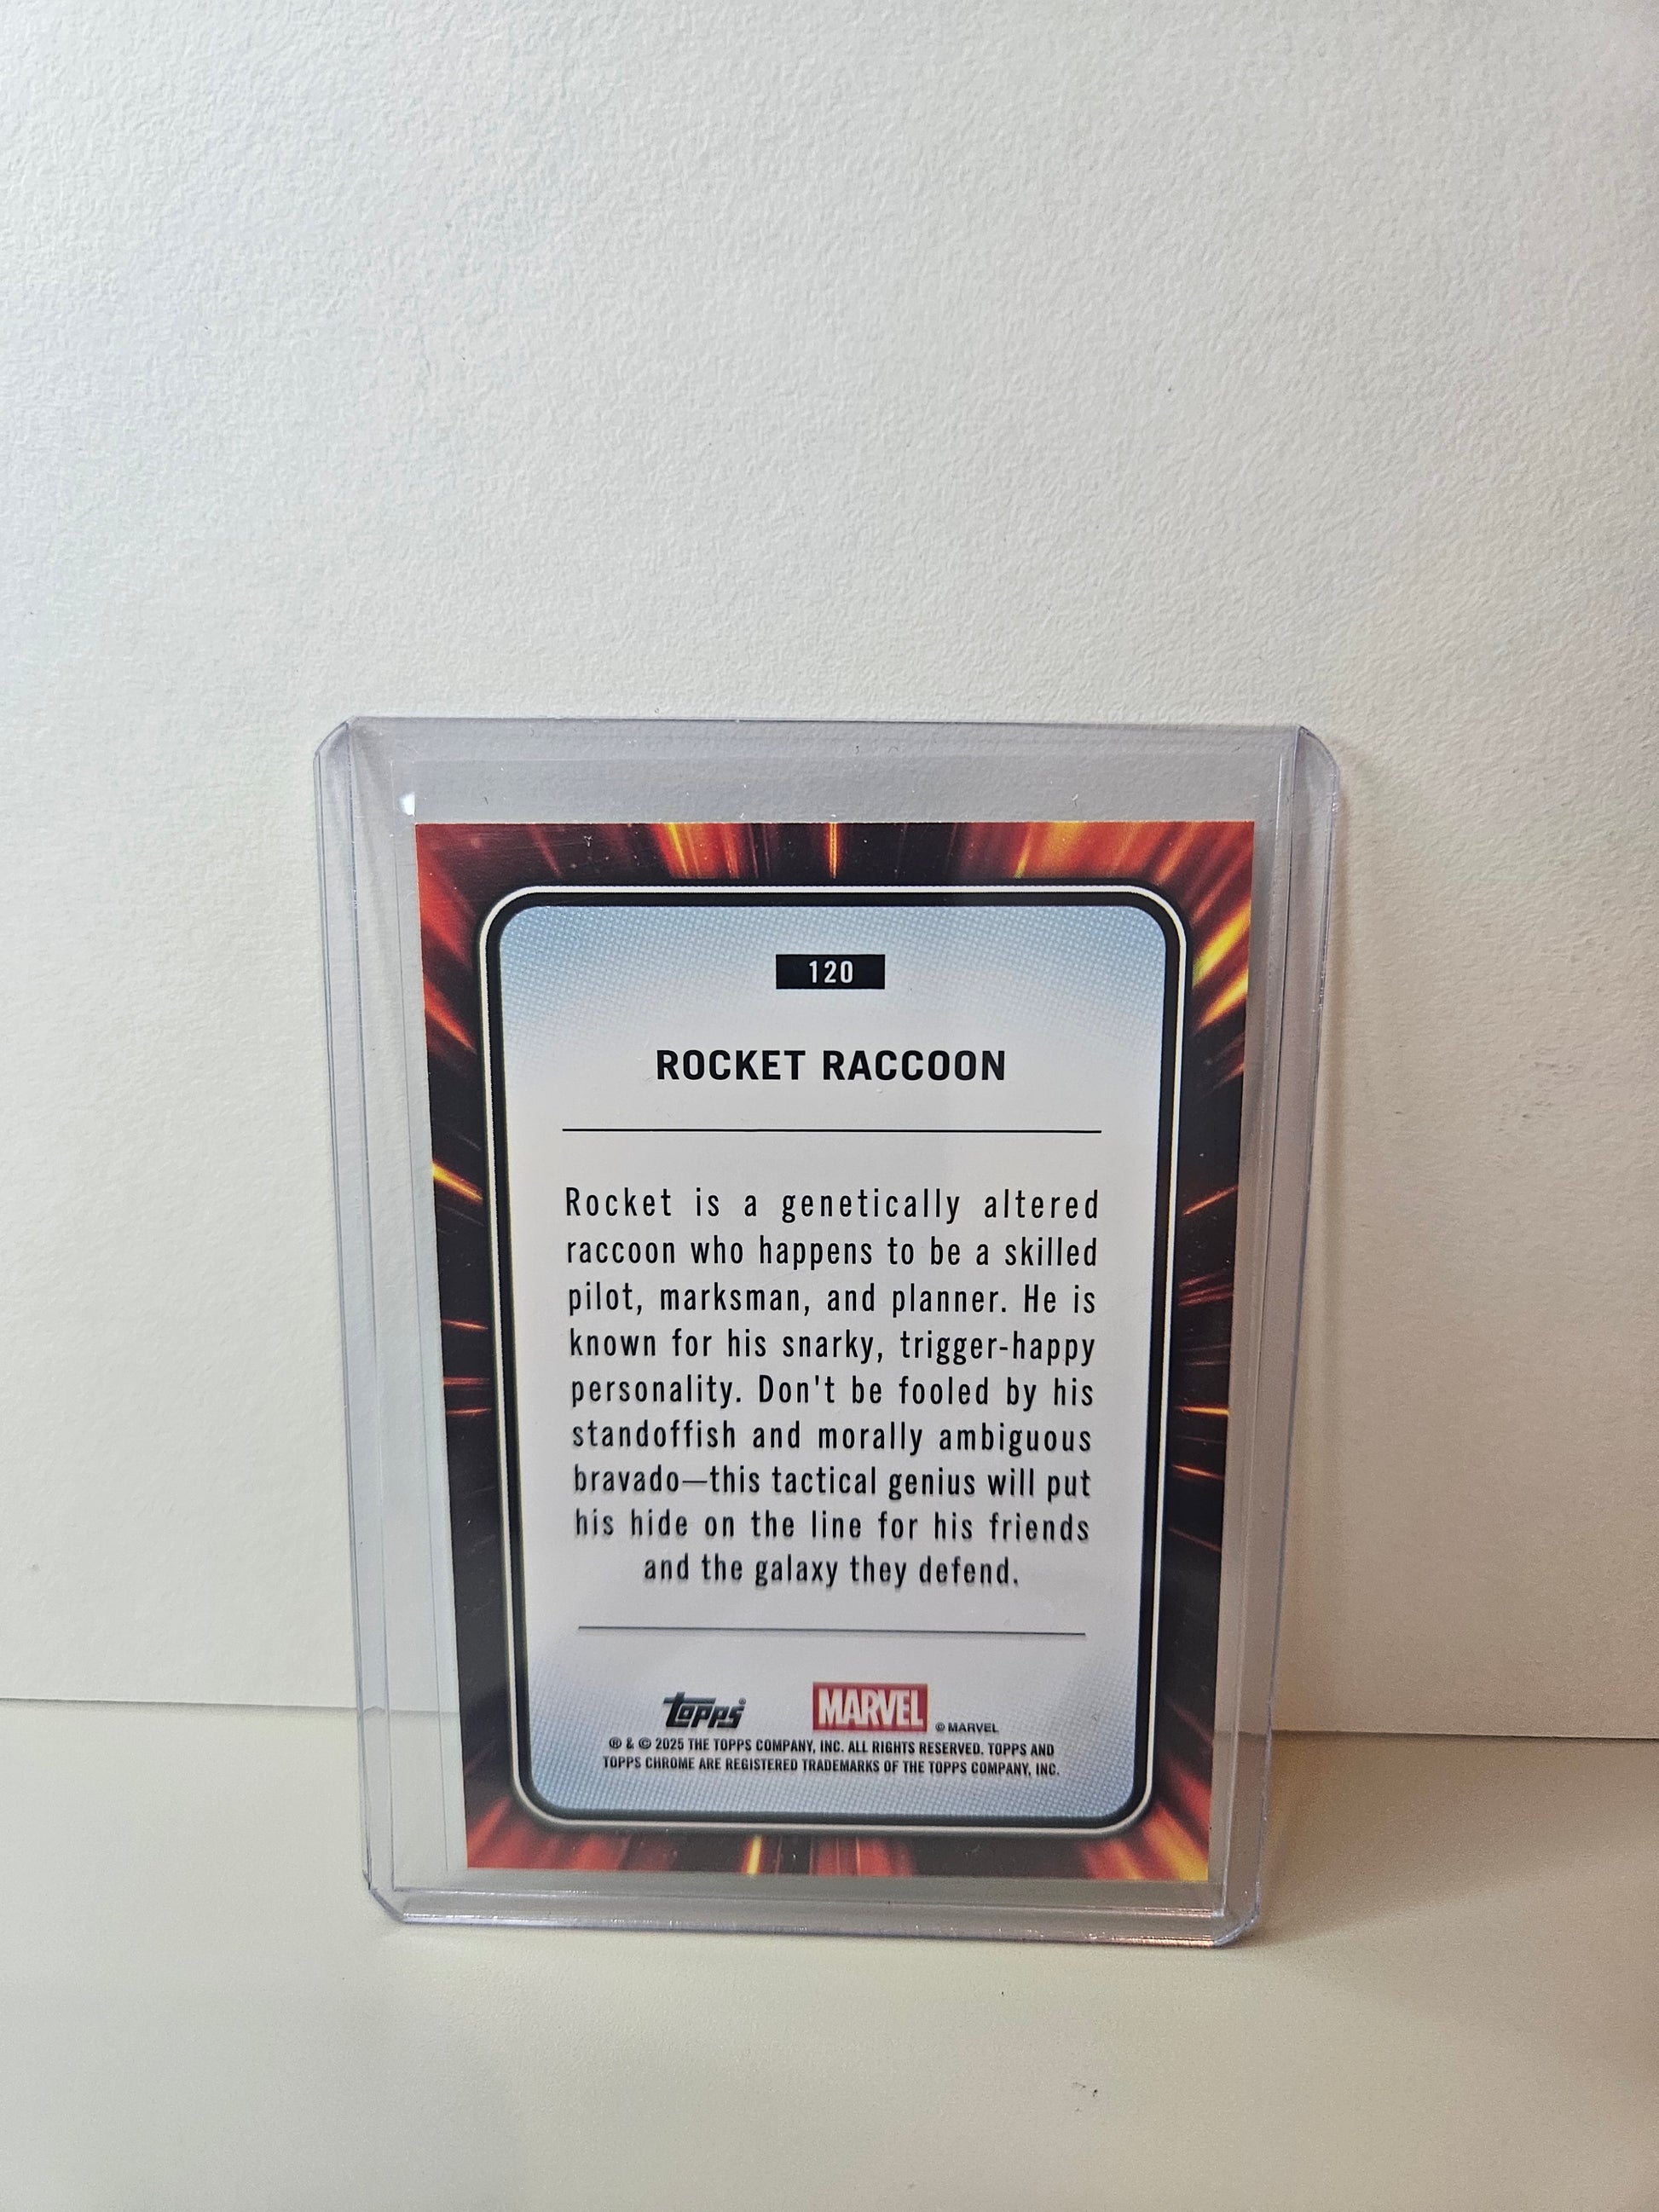 120
ROCKET RACCOON
Rocket is a genetically altered
raccoon who happens to be a skilled
pilot, marksman, and planner. He is
known for his snarky, trigger-happy
personality. Don't be fooled by his
standoffish and morally ambiguous
bravado—this tactical genius will put
his hide on the line for his friends
and the galaxy they defend.
topps® MARVEL © MARVEL
® & © 2025 THE TOPPS COMPANY, INC. ALL RIGHTS RESERVED. TOPPS AND
TOPPS CHROME ARE REGISTERED TRADEMARKS OF THE TOPPS COMPANY, INC.